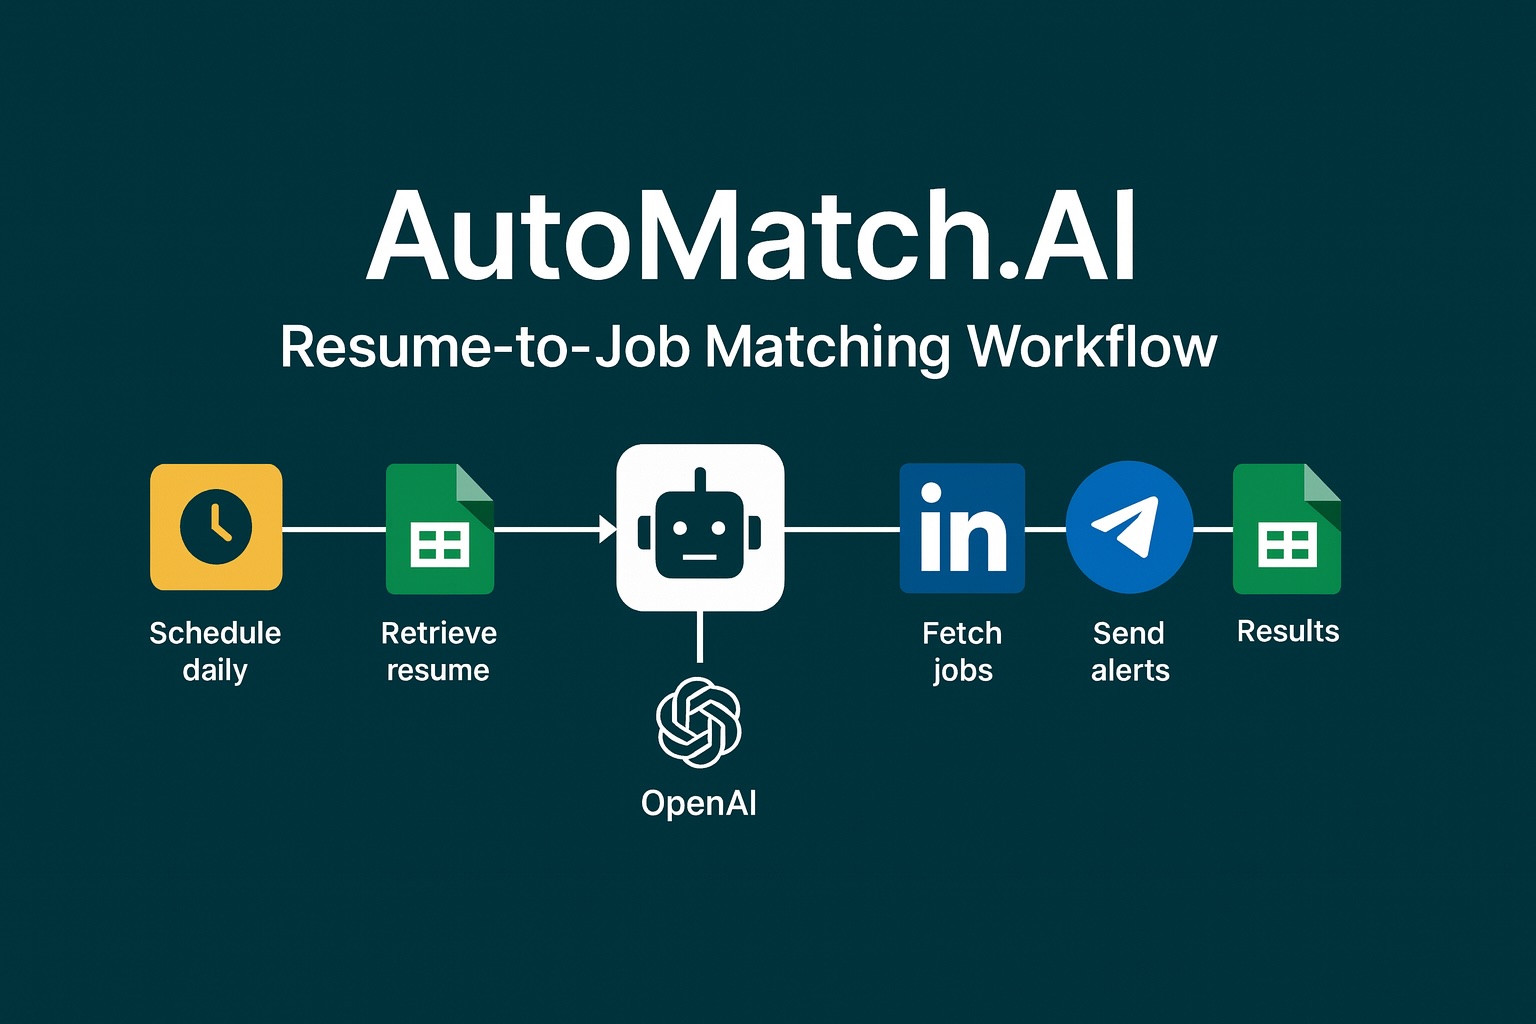 AutoMatch.AI
Resume-to-Job Matching Workflow
Schedule
daily
Retrieve
resume
in
Fetch
jobs
Send
alerts
Results
OpenAI